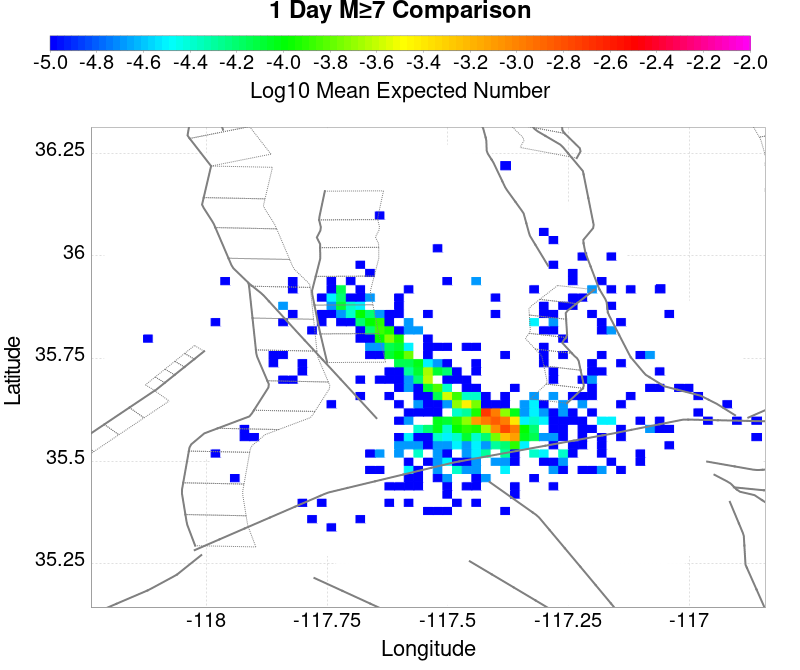 1 Day M≥7 Comparison
-5.0 -4.8 -4.6 -4.4 -4.2 -4.0 -3.8 -3.6 -3.4 -3.2 -3.0 -2.8 -2.6 -2.4 -2.2 -2.0
Log10 Mean Expected Number
36.25
36
35.75
35.5
35.25
Latitude
-118 -117.75 -117.5 -117.25 -117
Longitude